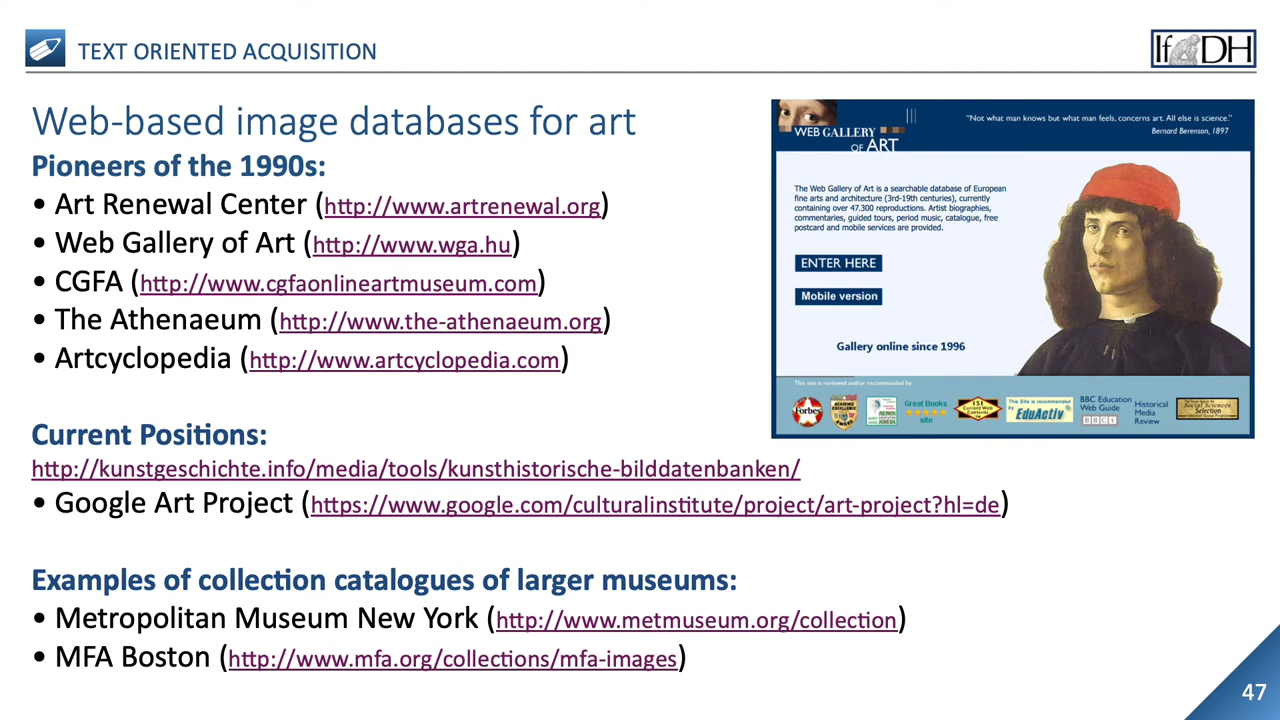 TEXT ORIENTED ACQUISITION
IfDH
Web-based image databases for art
Pioneers of the 1990s:
• Art Renewal Center (http://www.artrenewal.org)
• Web Gallery of Art (http://www.wga.hu)
• CGFA (http://www.cgfaonlineartmuseum.com)
• The Athenaeum (http://www.the-athenaeum.org)
• Artcyclopedia (http://www.artcyclopedia.com)
Current Positions:
http://kunstgeschichte.info/media/tools/kunsthistorische-bilddatenbanken/
• Google Art Project (https://www.google.com/culturalinstitute/project/art-project?hl=de)
Examples of collection catalogues of larger museums:
• Metropolitan Museum New York (http://www.metmuseum.org/collection)
• MFA Boston (http://www.mfa.org/collections/mfa-images)
WEB GALLERY
OF ART
"Not what man knows but what man feels, concerns art. All else is science."
Bernard Berenson, 1897
The Web Gallery of Art is a searchable database of European
fine arts and architecture (3rd-19th centuries), currently
containing over 47.300 reproductions. Artist biographies,
commentaries, guided tours, period music, catalogue, free
postcard and mobile services are provided.
ENTER HERE
Mobile version
Gallery online since 1996
This site is reviewed and/or recommended by
Forbes
Great Books
site
This Site is recommended
by EduActiv
BBC Education
Web Guide
BBC
Historical
Media
Review
Social Sciences
Selection
47